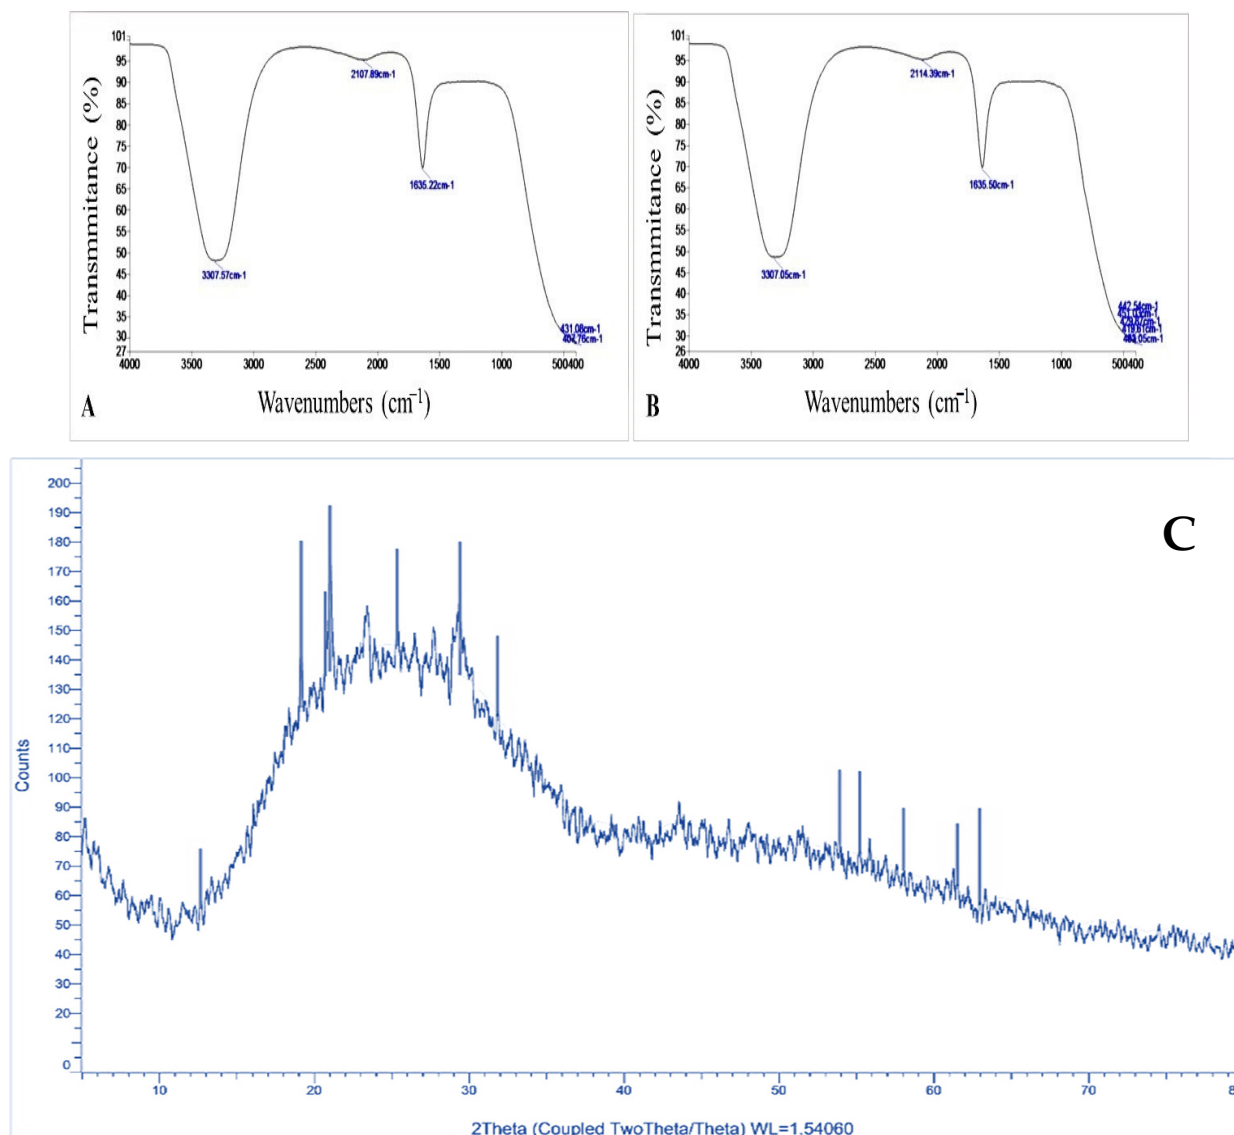 101
95
90
85
80
75
70
65
60
55
50
45
40
35
30
27
4000 3500 3000 2500 2000 1500 1000 500400
Transmmitance (%)
2107.89cm-1
1635.22cm-1
3307.57cm-1
431.08cm-1
Wavenumbers (cm⁻¹)
A
101
95
90
85
80
75
70
65
60
55
50
45
40
35
30
26
4000 3500 3000 2500 2000 1500 1000 500400
Transmmitance (%)
2114.39cm-1
1635.50cm-1
3307.05cm-1
442.54cm-1
Wavenumbers (cm⁻¹)
B
C
200
190
180
170
160
150
140
130
120
110
100
90
80
70
60
50
40
30
20
0
Counts
10 20 30 40 50 60 70
2Theta (Coupled TwoTheta/Theta) WL=1.54060